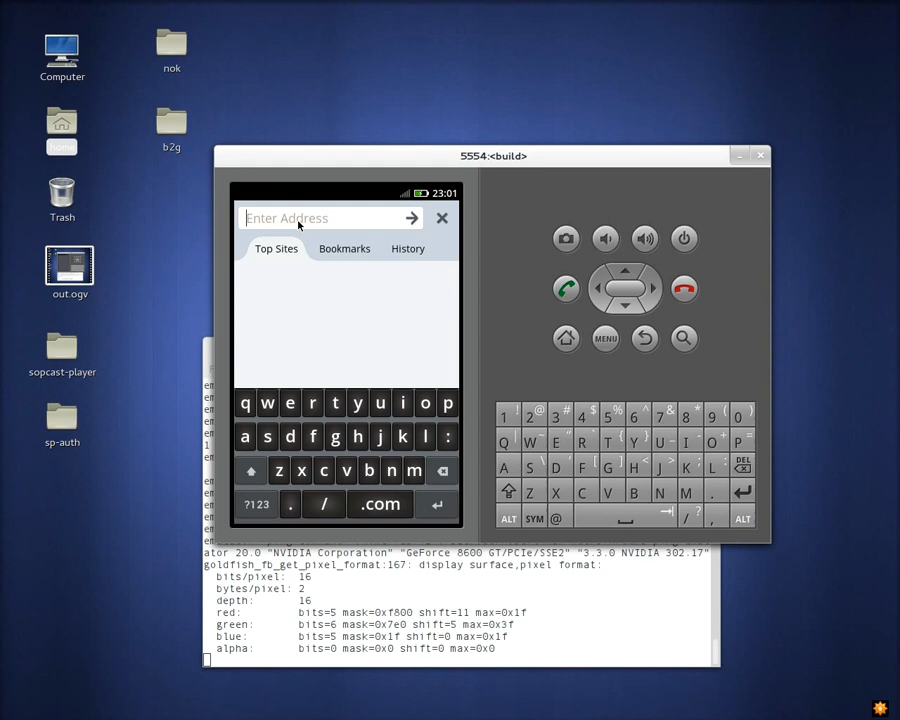 Computer
nok
home
b2g
Trash
out.ogv
sopcast-player
sp-auth
5554:<build>
23:01
Enter Address
Top Sites Bookmarks History
q w e r t y u i o p
a s d f g h j k l :
z x c v b n m
?123 . / .com
MENU
1 ! 2 @ 3 # 4 $ 5 % 6 ^ 7 & 8 * 9 ( 0 )
Q | W ~ E ” R ` T { Y } U _ I - O + P =
A S \ D ' F [ G ] H < J > K ; L : DEL
Z X C V B N M .
ALT SYM @ / ? , ALT
ator 20.0 "NVIDIA Corporation" "GeForce 8600 GT/PCIe/SSE2" "3.3.0 NVIDIA 302.17"
goldfish_fb_get_pixel_format:167: display surface,pixel format:
bits/pixel: 16
bytes/pixel: 2
depth: 16
red: bits=5 mask=0xf800 shift=11 max=0x1f
green: bits=6 mask=0x7e0 shift=5 max=0x3f
blue: bits=5 mask=0x1f shift=0 max=0x1f
alpha: bits=0 mask=0x0 shift=0 max=0x0